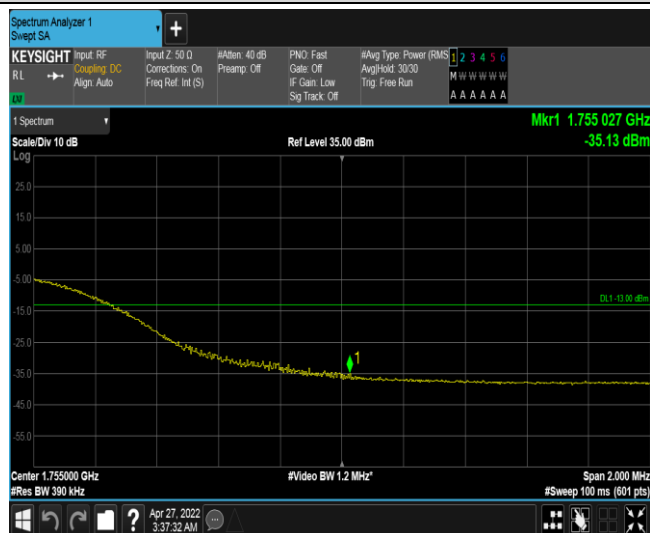 Spectrum Analyzer 1
Swept SA
+
KEYSIGHT
RL
LXI
Input: RF
Coupling: DC
Align: Auto
Input Z: 50 Ω
Corrections: On
Freq Ref: Int (S)
#Atten: 40 dB
Preamp: Off
PNO: Fast
Gate: Off
IF Gain: Low
Sig Track: Off
#Avg Type: Power (RMS
Avg|Hold: 30/30
Trig: Free Run
1 2 3 4 5 6
M W W W W W
A A A A A A
1 Spectrum
Mkr1 1.755 027 GHz
Scale/Div 10 dB
Ref Level 35.00 dBm
-35.13 dBm
Log
25.0
15.0
5.00
-5.00
DL1 -13.00 dBm
-15.0
-25.0
1
-35.0
-45.0
-55.0
Center 1.755000 GHz
#Video BW 1.2 MHz*
Span 2.000 MHz
#Res BW 390 kHz
#Sweep 100 ms (601 pts)
?
Apr 27, 2022
3:37:32 AM